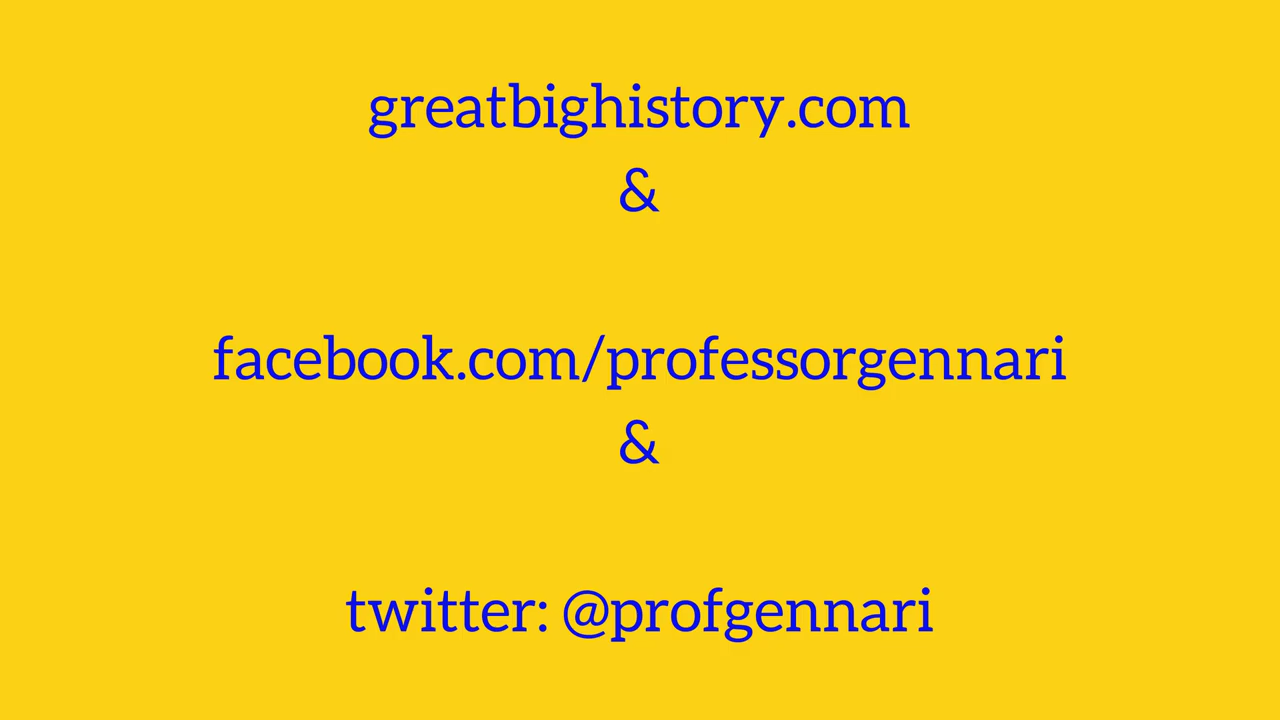 greatbighistory.com
&
facebook.com/professorgennari
&
twitter: @profgennari